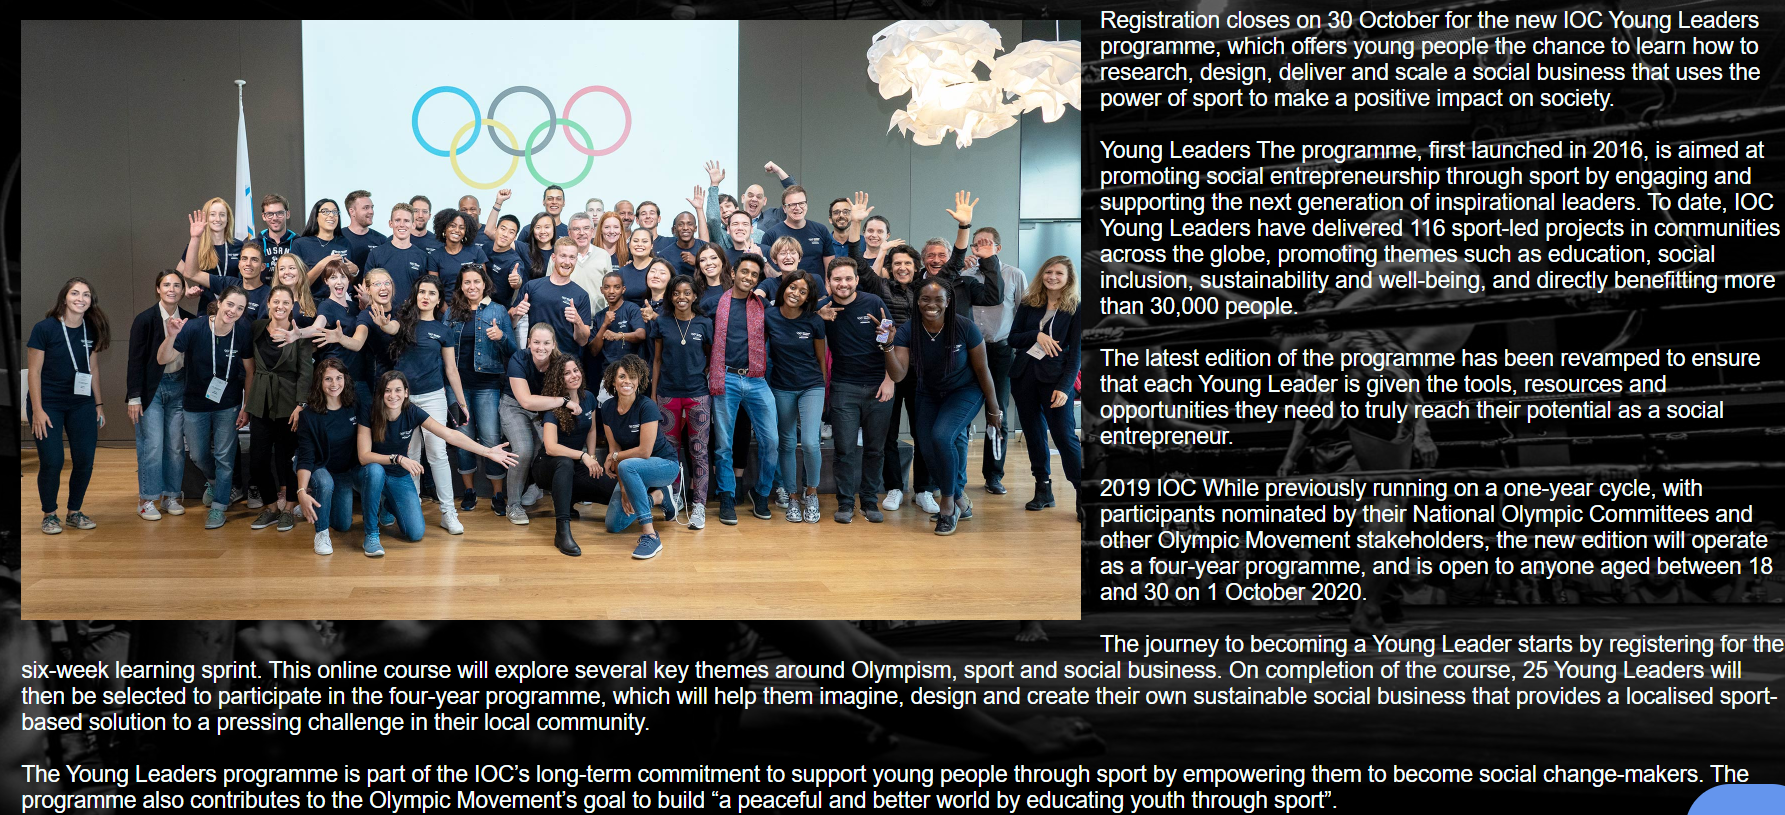 Registration closes on 30 October for the new IOC Young Leaders
programme, which offers young people the chance to learn how to
research, design, deliver and scale a social business that uses the
power of sport to make a positive impact on society.
Young Leaders The programme, first launched in 2016, is aimed at
promoting social entrepreneurship through sport by engaging and
supporting the next generation of inspirational leaders. To date, IOC
Young Leaders have delivered 116 sport-led projects in communities
across the globe, promoting themes such as education, social
inclusion, sustainability and well-being, and directly benefitting more
than 30,000 people.
The latest edition of the programme has been revamped to ensure
that each Young Leader is given the tools, resources and
opportunities they need to truly reach their potential as a social
entrepreneur.
2019 IOC While previously running on a one-year cycle, with
participants nominated by their National Olympic Committees and
other Olympic Movement stakeholders, the new edition will operate
as a four-year programme, and is open to anyone aged between 18
and 30 on 1 October 2020.
The journey to becoming a Young Leader starts by registering for the
six-week learning sprint. This online course will explore several key themes around Olympism, sport and social business. On completion of the course, 25 Young Leaders will
then be selected to participate in the four-year programme, which will help them imagine, design and create their own sustainable social business that provides a localised sport-
based solution to a pressing challenge in their local community.
The Young Leaders programme is part of the IOC’s long-term commitment to support young people through sport by empowering them to become social change-makers. The
programme also contributes to the Olympic Movement’s goal to build “a peaceful and better world by educating youth through sport”.